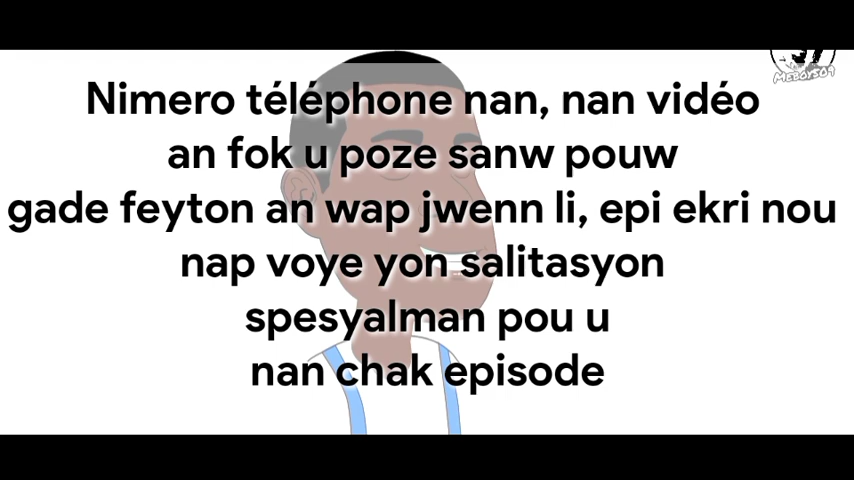 MEBOYS09
Nimero téléphone nan, nan vidéo
an fok u poze sanw pouw
gade feyton an wap jwenn li, epi ekri nou
nap voye yon salitasyon
spesyalman pou u
nan chak episode